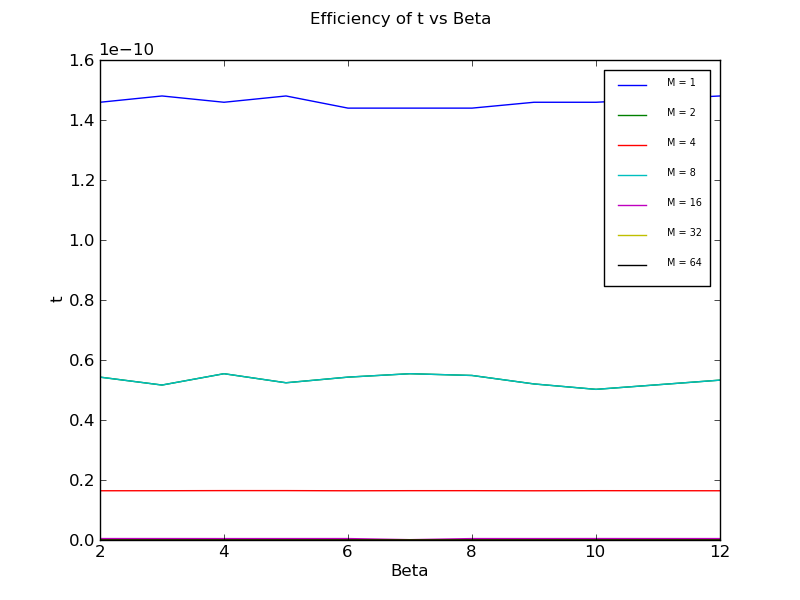 Efficiency of t vs Beta
1e−10
1.6
1.4
1.2
1.0
0.8
0.6
0.4
0.2
0.0
t
2
4
6
8
10
12
Beta
M = 1
M = 2
M = 4
M = 8
M = 16
M = 32
M = 64